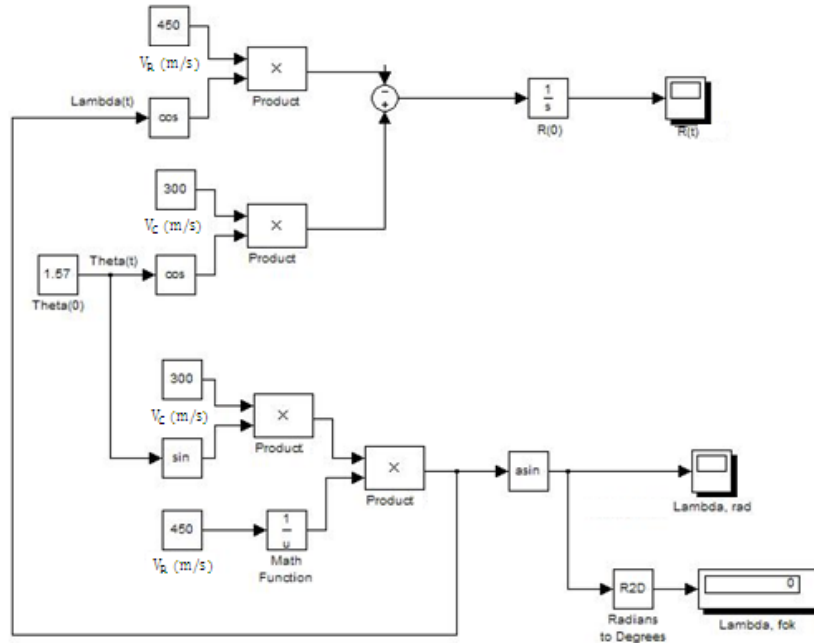 450
V_R (m/s)
×
Product
Lambda(t)
cos
−
+
1
s
R(0)
R(t)
300
V_C (m/s)
×
Product
1.57
Theta(0)
Theta(t)
cos
300
V_C (m/s)
×
Product
sin
×
Product
450
V_R (m/s)
1
u
Math
Function
asin
Lambda, rad
R2D
Radians
to Degrees
0
Lambda, fok